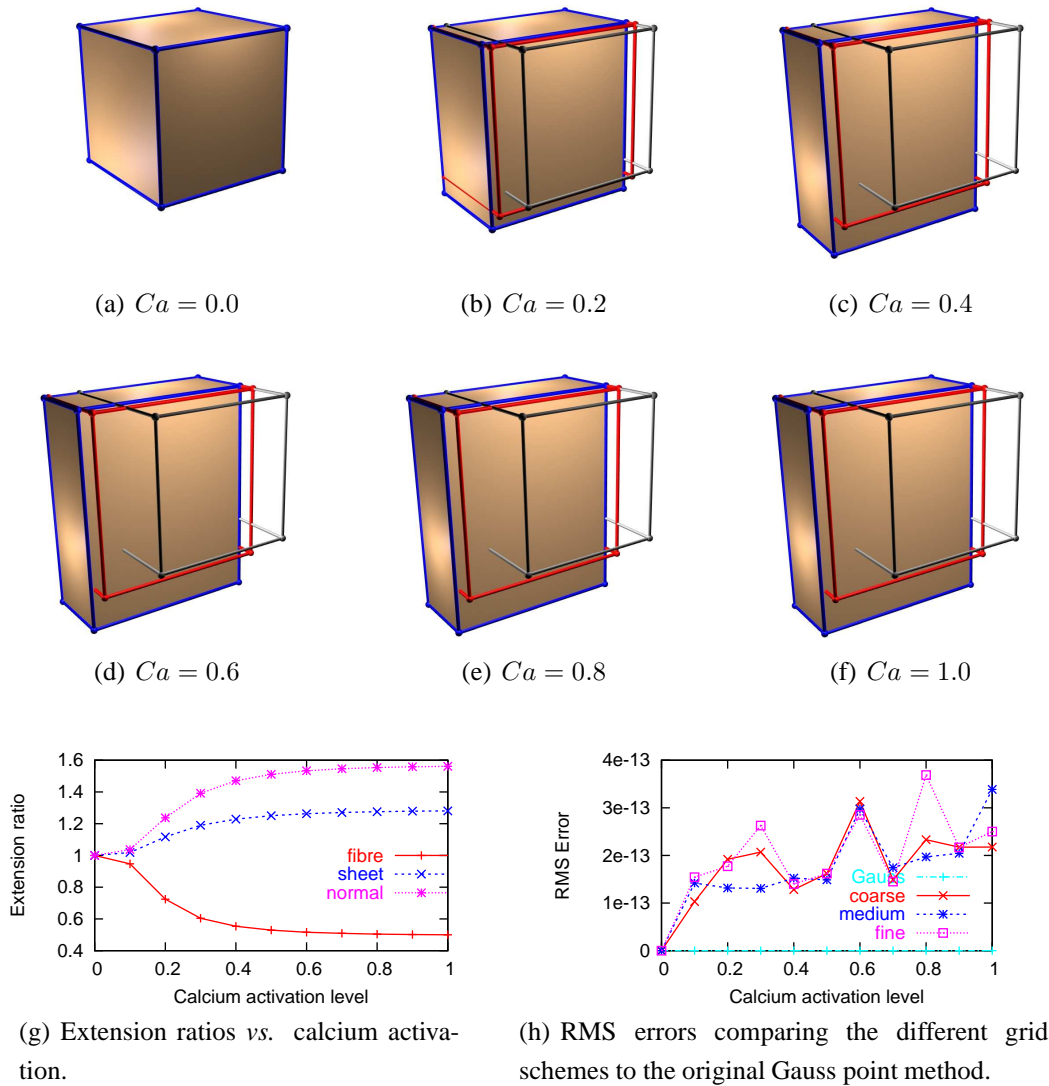 (a) Ca = 0.0
(b) Ca = 0.2
(c) Ca = 0.4
(d) Ca = 0.6
(e) Ca = 0.8
(f) Ca = 1.0
Extension ratio
1.6
1.4
1.2
1
0.8
0.6
0.4
fibre
sheet
normal
0 0.2 0.4 0.6 0.8 1
Calcium activation level
(g) Extension ratios vs. calcium activa-
tion.
RMS Error
4e-13
3e-13
2e-13
1e-13
0
Gauss
coarse
medium
fine
0 0.2 0.4 0.6 0.8 1
Calcium activation level
(h) RMS errors comparing the different grid
schemes to the original Gauss point method.